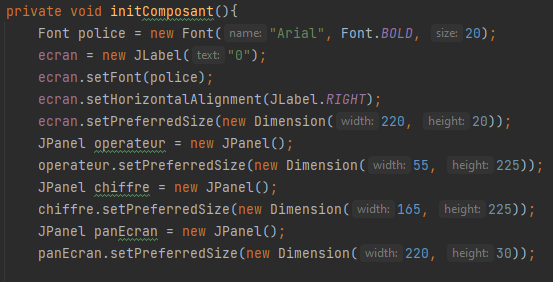 private void initComposant(){
Font police = new Font( name: "Arial", Font.BOLD, size: 20);
ecran = new JLabel( text: "0");
ecran.setFont(police);
ecran.setHorizontalAlignment(JLabel.RIGHT);
ecran.setPreferredSize(new Dimension( width: 220, height: 20));
JPanel operateur = new JPanel();
operateur.setPreferredSize(new Dimension( width: 55, height: 225));
JPanel chiffre = new JPanel();
chiffre.setPreferredSize(new Dimension( width: 165, height: 225));
JPanel panEcran = new JPanel();
panEcran.setPreferredSize(new Dimension( width: 220, height: 30));